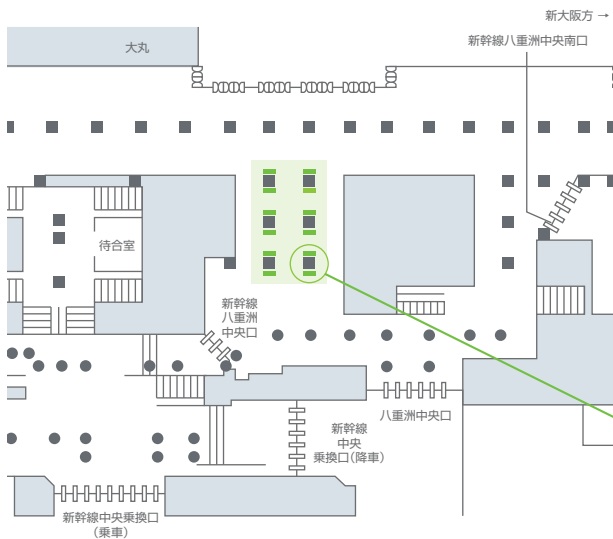 新大阪方 →
新幹線八重洲中央南口
大丸
待合室
新幹線
八重洲
中央口
八重洲中央口
新幹線
中央
乗換口（降車）
新幹線中央乗換口
（乗車）